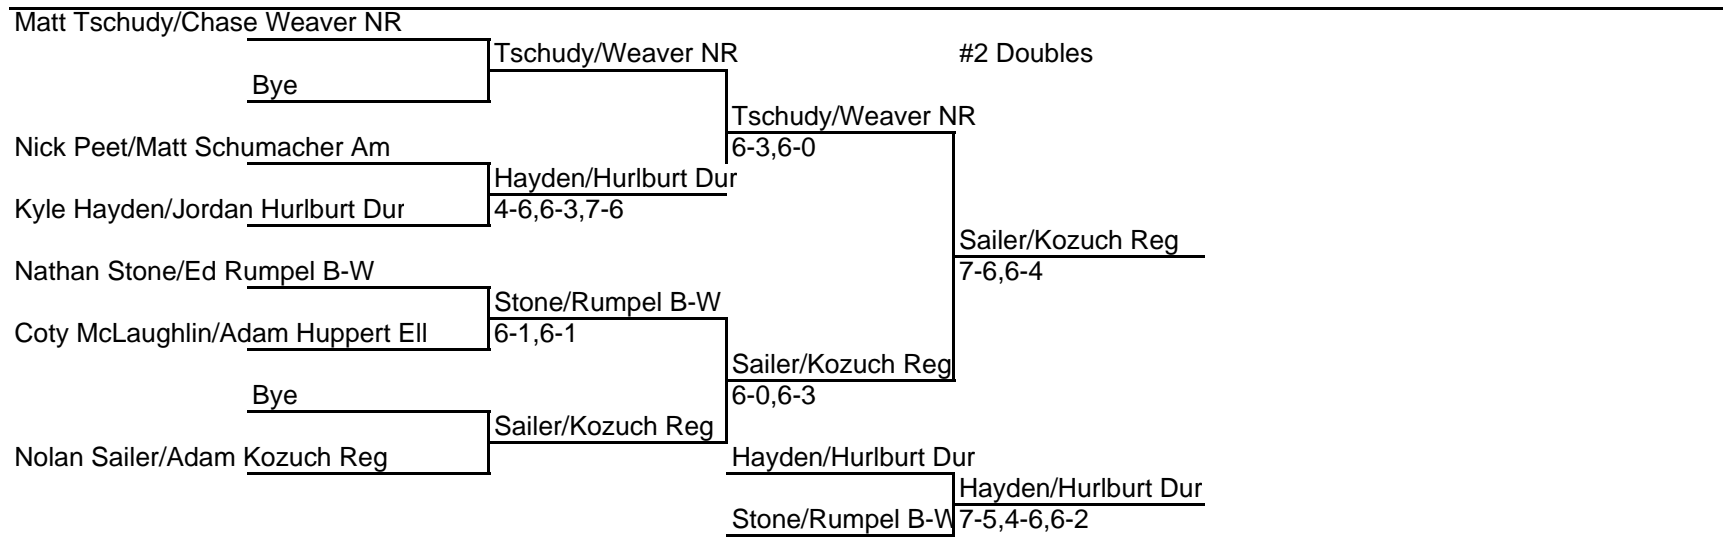 Matt Tschudy/Chase Weaver NR
Tschudy/Weaver NR
#2 Doubles
Bye
Tschudy/Weaver NR
Nick Peet/Matt Schumacher Am
6-3,6-0
Hayden/Hurlburt Dur
Kyle Hayden/Jordan Hurlburt Dur
4-6,6-3,7-6
Sailer/Kozuch Reg
Nathan Stone/Ed Rumpel B-W
7-6,6-4
Stone/Rumpel B-W
Coty McLaughlin/Adam Huppert Ell
6-1,6-1
Sailer/Kozuch Reg
Bye
6-0,6-3
Sailer/Kozuch Reg
Nolan Sailer/Adam Kozuch Reg
Hayden/Hurlburt Dur
Hayden/Hurlburt Dur
Stone/Rumpel B-W
7-5,4-6,6-2